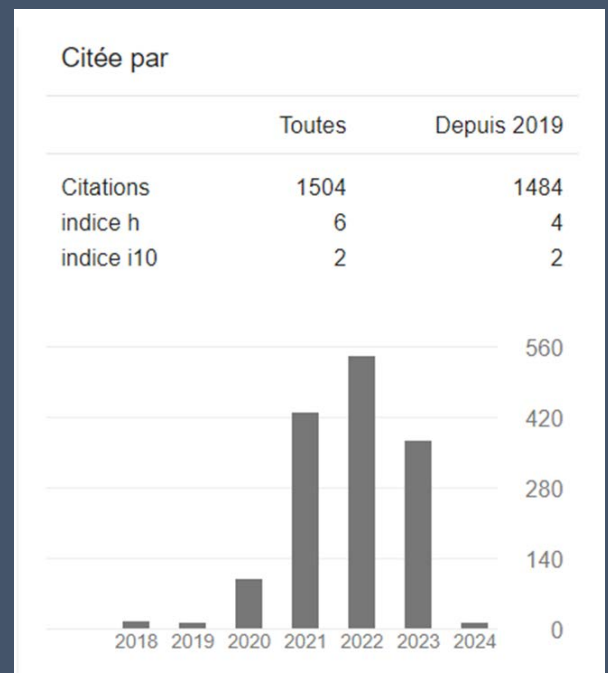 Citée par
Toutes Depuis 2019
Citations 1504 1484
indice h 6 4
indice i10 2 2
560
420
280
140
0
2018 2019 2020 2021 2022 2023 2024